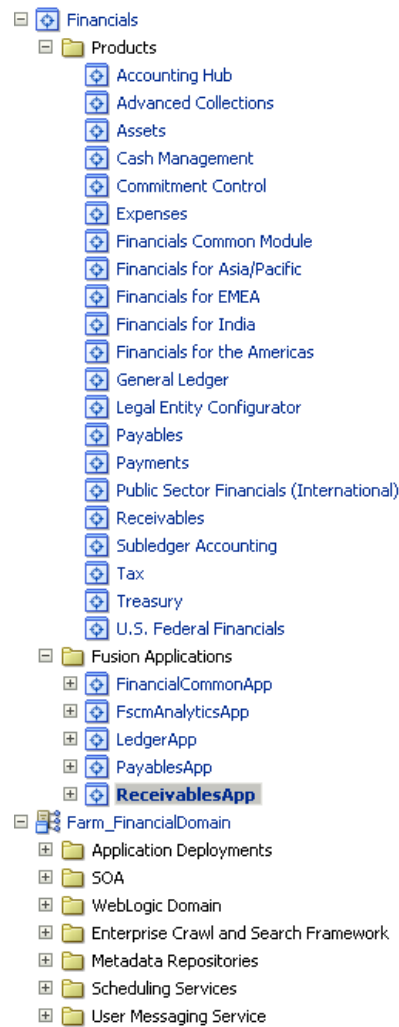 Financials
Products
Accounting Hub
Advanced Collections
Assets
Cash Management
Commitment Control
Expenses
Financials Common Module
Financials for Asia/Pacific
Financials for EMEA
Financials for India
Financials for the Americas
General Ledger
Legal Entity Configurator
Payables
Payments
Public Sector Financials (International)
Receivables
Subledger Accounting
Tax
Treasury
U.S. Federal Financials
Fusion Applications
FinancialCommonApp
FscmAnalyticsApp
LedgerApp
PayablesApp
ReceivablesApp
Farm_FinancialDomain
Application Deployments
SOA
WebLogic Domain
Enterprise Crawl and Search Framework
Metadata Repositories
Scheduling Services
User Messaging Service